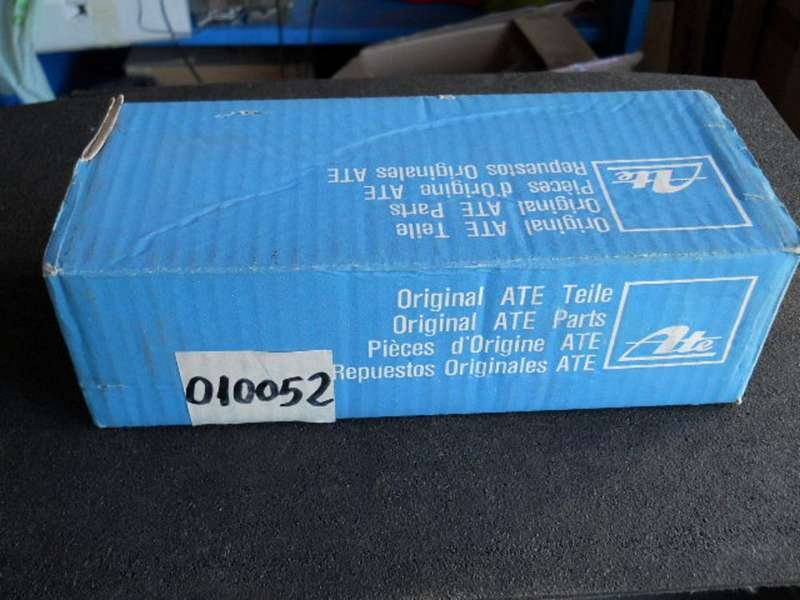 Original ATE Teile
Original ATE Parts
Pièces d'Origine ATE
Repuestos Originales ATE
Ate
Original ATE Teile
Original ATE Parts
Pièces d'Origine ATE
Repuestos Originales ATE
Ate
010052